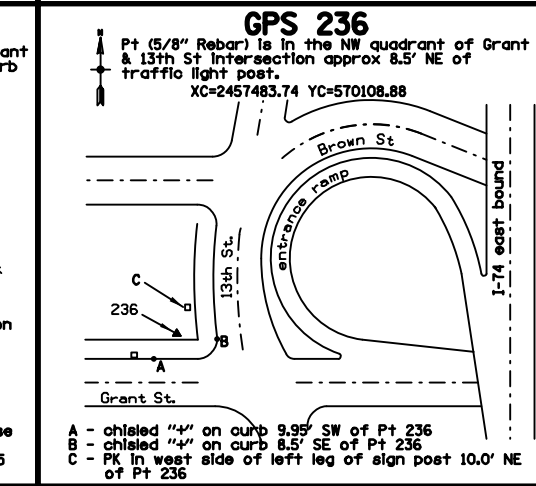 GPS 236
N
Pt (5/8" Rebar) is in the NW quadrant of Grant
& 13th St intersection approx 8.5' NE of
traffic light post.
XC=2457483.74 YC=570108.88
Brown St
entrance ramp
I-74 east bound
13th St.
C
236
B
A
Grant St.
A - chisled "+" on curb 9.95' SW of Pt 236
B - chisled "+" on curb 8.5' SE of Pt 236
C - PK in west side of left leg of sign post 10.0' NE
of Pt 236